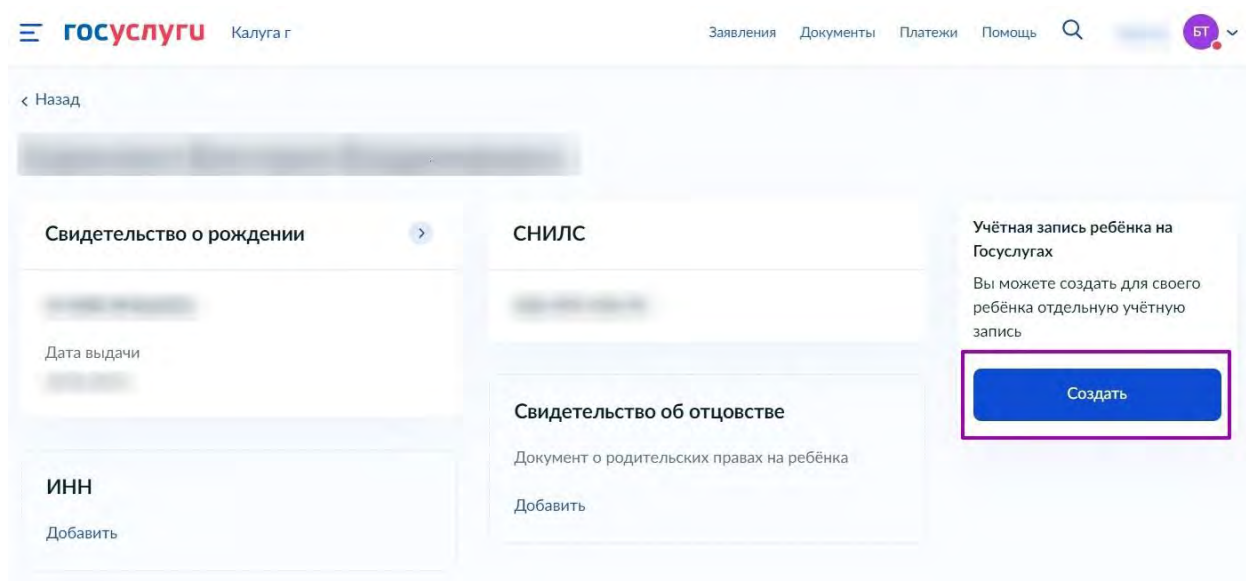 госуслуги Калуга г Заявления Документы Платежи Помощь БТ
Назад
Свидетельство о рождении
Дата выдачи
ИНН
Добавить
СНИЛС
Свидетельство об отцовстве
Документ о родительских правах на ребёнка
Добавить
Учётная запись ребёнка на
Госуслугах
Вы можете создать для своего
ребёнка отдельную учётную
запись
Создать